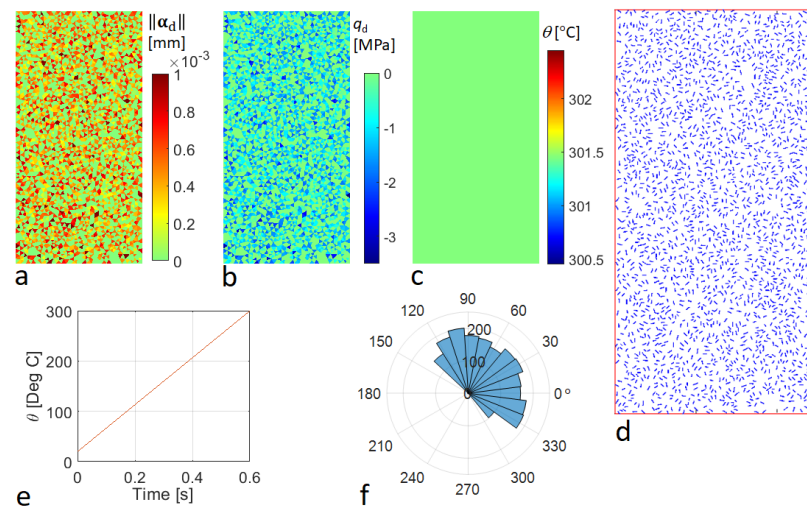 ‖α_d‖
[mm]
×10⁻³
1
0.8
0.6
0.4
0.2
0
a
q_d
[MPa]
0
-1
-2
-3
b
θ [°C]
302
301.5
301
300.5
c
d
300
200
100
0
θ [Deg C]
0 0.2 0.4 0.6
Time [s]
e
90
120 60
150 30
180 0 °
210 330
240 300
270
200
100
0
f